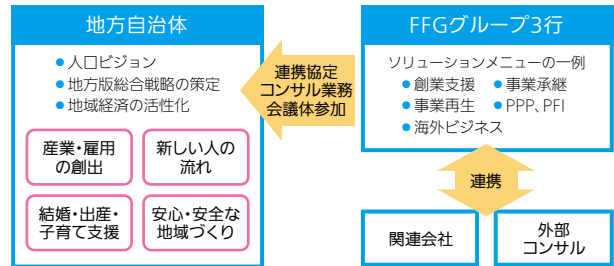 地方自治体
●人口ビジョン
●地方版総合戦略の策定
●地域経済の活性化
産業・雇用
の創出
新しい人の
流れ
結婚・出産・
子育て支援
安心・安全な
地域づくり
連携協定
コンサル業務
会議体参加
FFGグループ3行
ソリューションメニューの一例
●創業支援 ●事業承継
●事業再生 ●PPP、PFI
●海外ビジネス
連携
関連会社
外部
コンサル